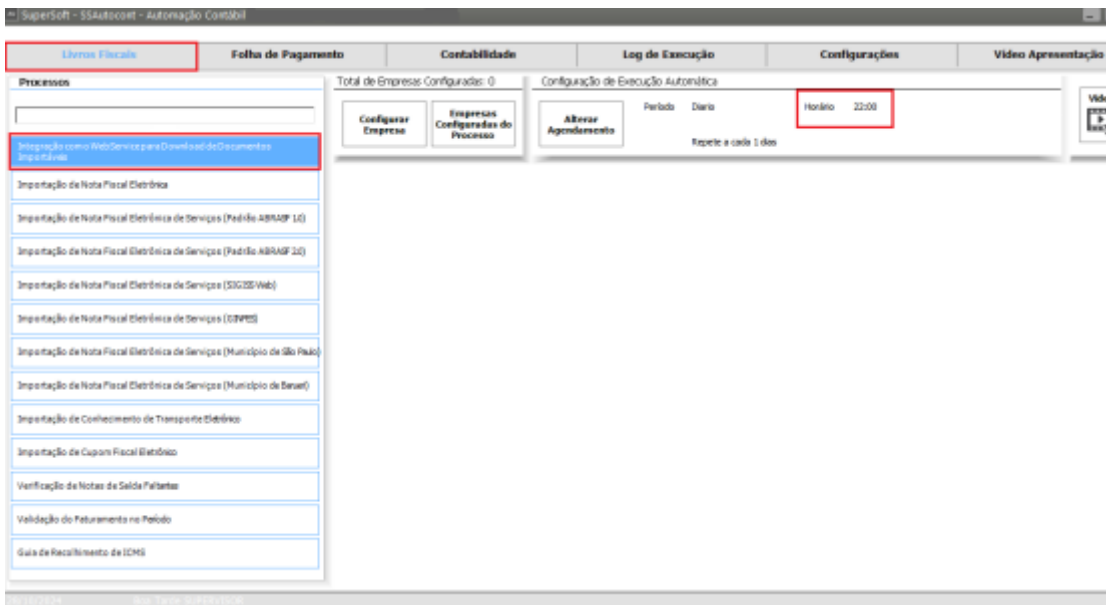 SuperSoft - SSAutocont - Automação Contábil
Livros Fiscais
Folha de Pagamento
Contabilidade
Log de Execução
Configurações
Vídeo Apresentação
Processos
Integração com o WebService para Download de Documentos
Importáveis
Importação de Nota Fiscal Eletrônica
Importação de Nota Fiscal Eletrônica de Serviços (Padrão ABRASF 1.0)
Importação de Nota Fiscal Eletrônica de Serviços (Padrão ABRASF 2.0)
Importação de Nota Fiscal Eletrônica de Serviços (SIGISS Web)
Importação de Nota Fiscal Eletrônica de Serviços (GINFES)
Importação de Nota Fiscal Eletrônica de Serviços (Município de São Paulo)
Importação de Nota Fiscal Eletrônica de Serviços (Município de Barueri)
Importação de Conhecimento de Transporte Eletrônico
Importação de Cupom Fiscal Eletrônico
Verificação de Notas de Saída Faltantes
Validação do Faturamento no Período
Guia de Recolhimento de ICMS
Total de Empresas Configuradas: 0
Configurar
Empresa
Empresas
Configuradas do
Processo
Configuração de Execução Automática
Alterar
Agendamento
Período Diario
Repete a cada 1 dias
Horário 22:00